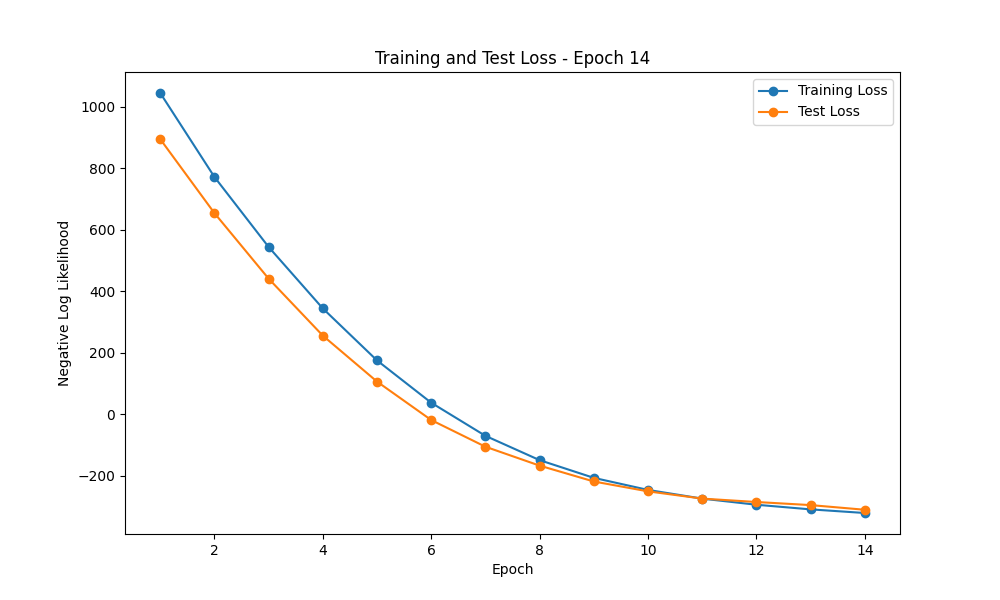 Training and Test Loss - Epoch 14
Training Loss
Test Loss
1000
800
600
400
200
0
−200
Negative Log Likelihood
2 4 6 8 10 12 14
Epoch